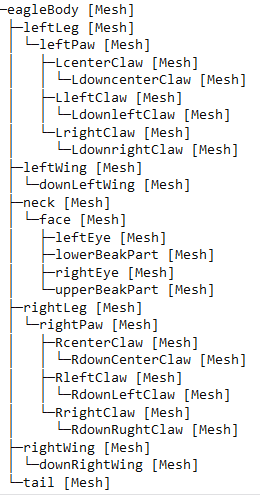 ─eagleBody [Mesh]
 ├─leftLeg [Mesh]
 │ └─leftPaw [Mesh]
 │   ├─LcenterClaw [Mesh]
 │   │ └─LdowncenterClaw [Mesh]
 │   ├─LleftClaw [Mesh]
 │   │ └─LdownleftClaw [Mesh]
 │   └─LrightClaw [Mesh]
 │     └─LdownrightClaw [Mesh]
 ├─leftWing [Mesh]
 │ └─downLeftWing [Mesh]
 ├─neck [Mesh]
 │ └─face [Mesh]
 │   ├─leftEye [Mesh]
 │   ├─lowerBeakPart [Mesh]
 │   ├─rightEye [Mesh]
 │   └─upperBeakPart [Mesh]
 ├─rightLeg [Mesh]
 │ └─rightPaw [Mesh]
 │   ├─RcenterClaw [Mesh]
 │   │ └─RdownCenterClaw [Mesh]
 │   ├─RleftClaw [Mesh]
 │   │ └─RdownLeftClaw [Mesh]
 │   └─RrightClaw [Mesh]
 │     └─RdownRughtClaw [Mesh]
 ├─rightWing [Mesh]
 │ └─downRightWing [Mesh]
 └─tail [Mesh]